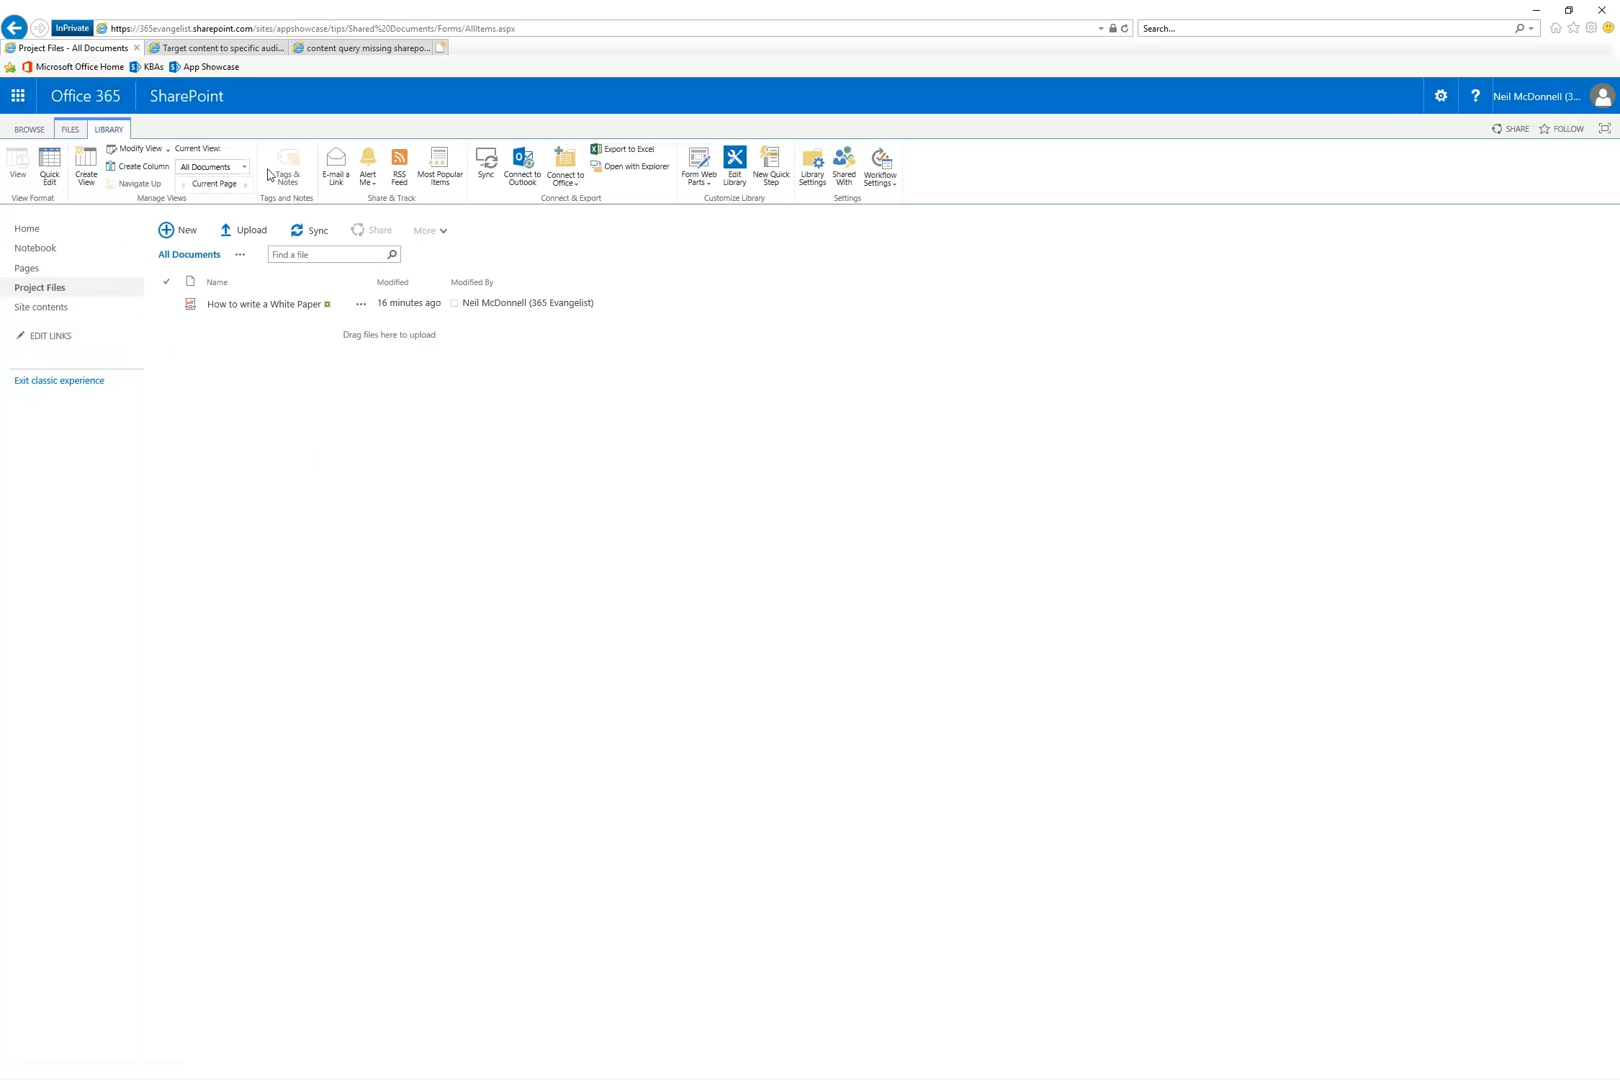 InPrivate https://365evangelist.sharepoint.com/sites/appshowcase/tips/Shared%20Documents/Forms/AllItems.aspx Search...
Project Files - All Documents Target content to specific audi... content query missing sharepo...
Microsoft Office Home KBAs App Showcase
Office 365 SharePoint ? Neil McDonnell (3...
BROWSE FILES LIBRARY SHARE FOLLOW
View
Quick
Edit
Create
View
Modify View
Create Column
Navigate Up
Current View:
All Documents
Current Page
Tags &
Notes
E-mail a
Link
Alert
Me
RSS
Feed
Most Popular
Items
Sync
Connect to
Outlook
Connect to
Office
Export to Excel
Open with Explorer
Form Web
Parts
Edit
Library
New Quick
Step
Library
Settings
Shared
With
Workflow
Settings
View Format Manage Views Tags and Notes Share & Track Connect & Export Customize Library Settings
Home
Notebook
Pages
Project Files
Site contents
EDIT LINKS
Exit classic experience
New Upload Sync Share More
All Documents ... Find a file
Name Modified Modified By
How to write a White Paper ... 16 minutes ago Neil McDonnell (365 Evangelist)
Drag files here to upload